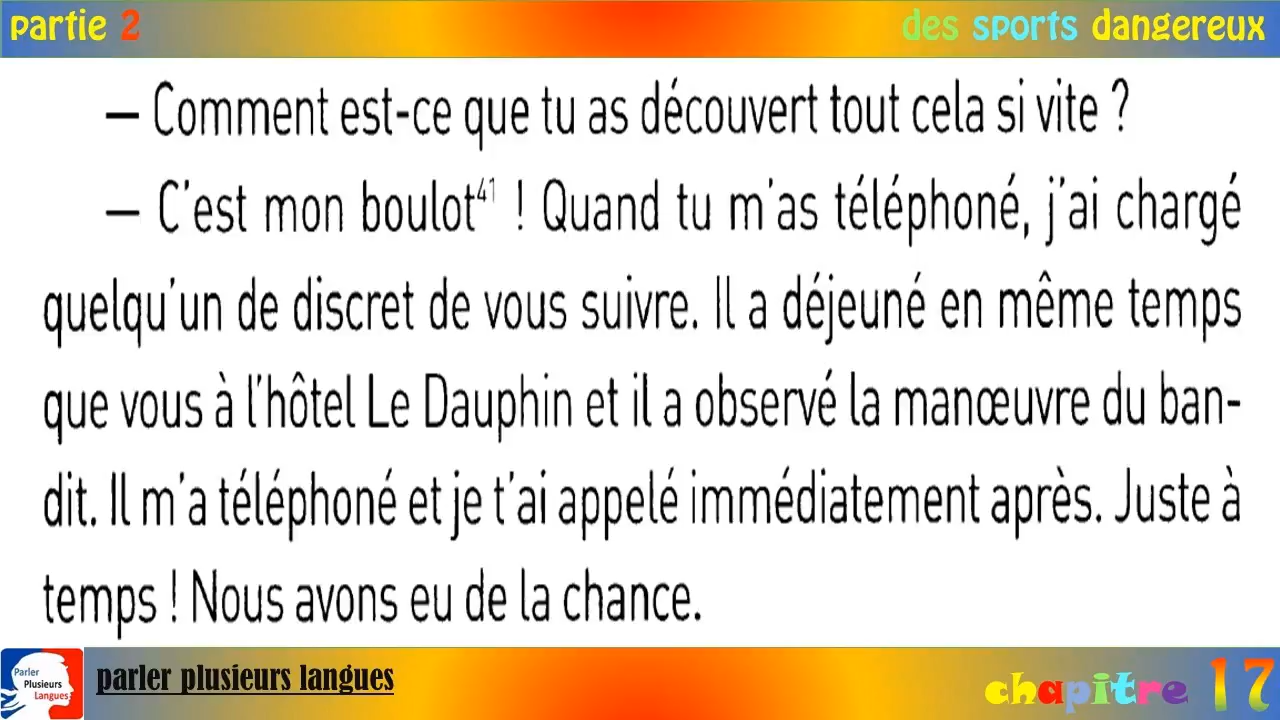 partie 2
des sports dangereux
– Comment est-ce que tu as découvert tout cela si vite ?
– C'est mon boulot⁴¹ ! Quand tu m'as téléphoné, j'ai chargé
quelqu'un de discret de vous suivre. Il a déjeuné en même temps
que vous à l'hôtel Le Dauphin et il a observé la manœuvre du ban-
dit. Il m'a téléphoné et je t'ai appelé immédiatement après. Juste à
temps ! Nous avons eu de la chance.
Parler
Plusieurs
Langues
parler plusieurs langues
chapitre 17